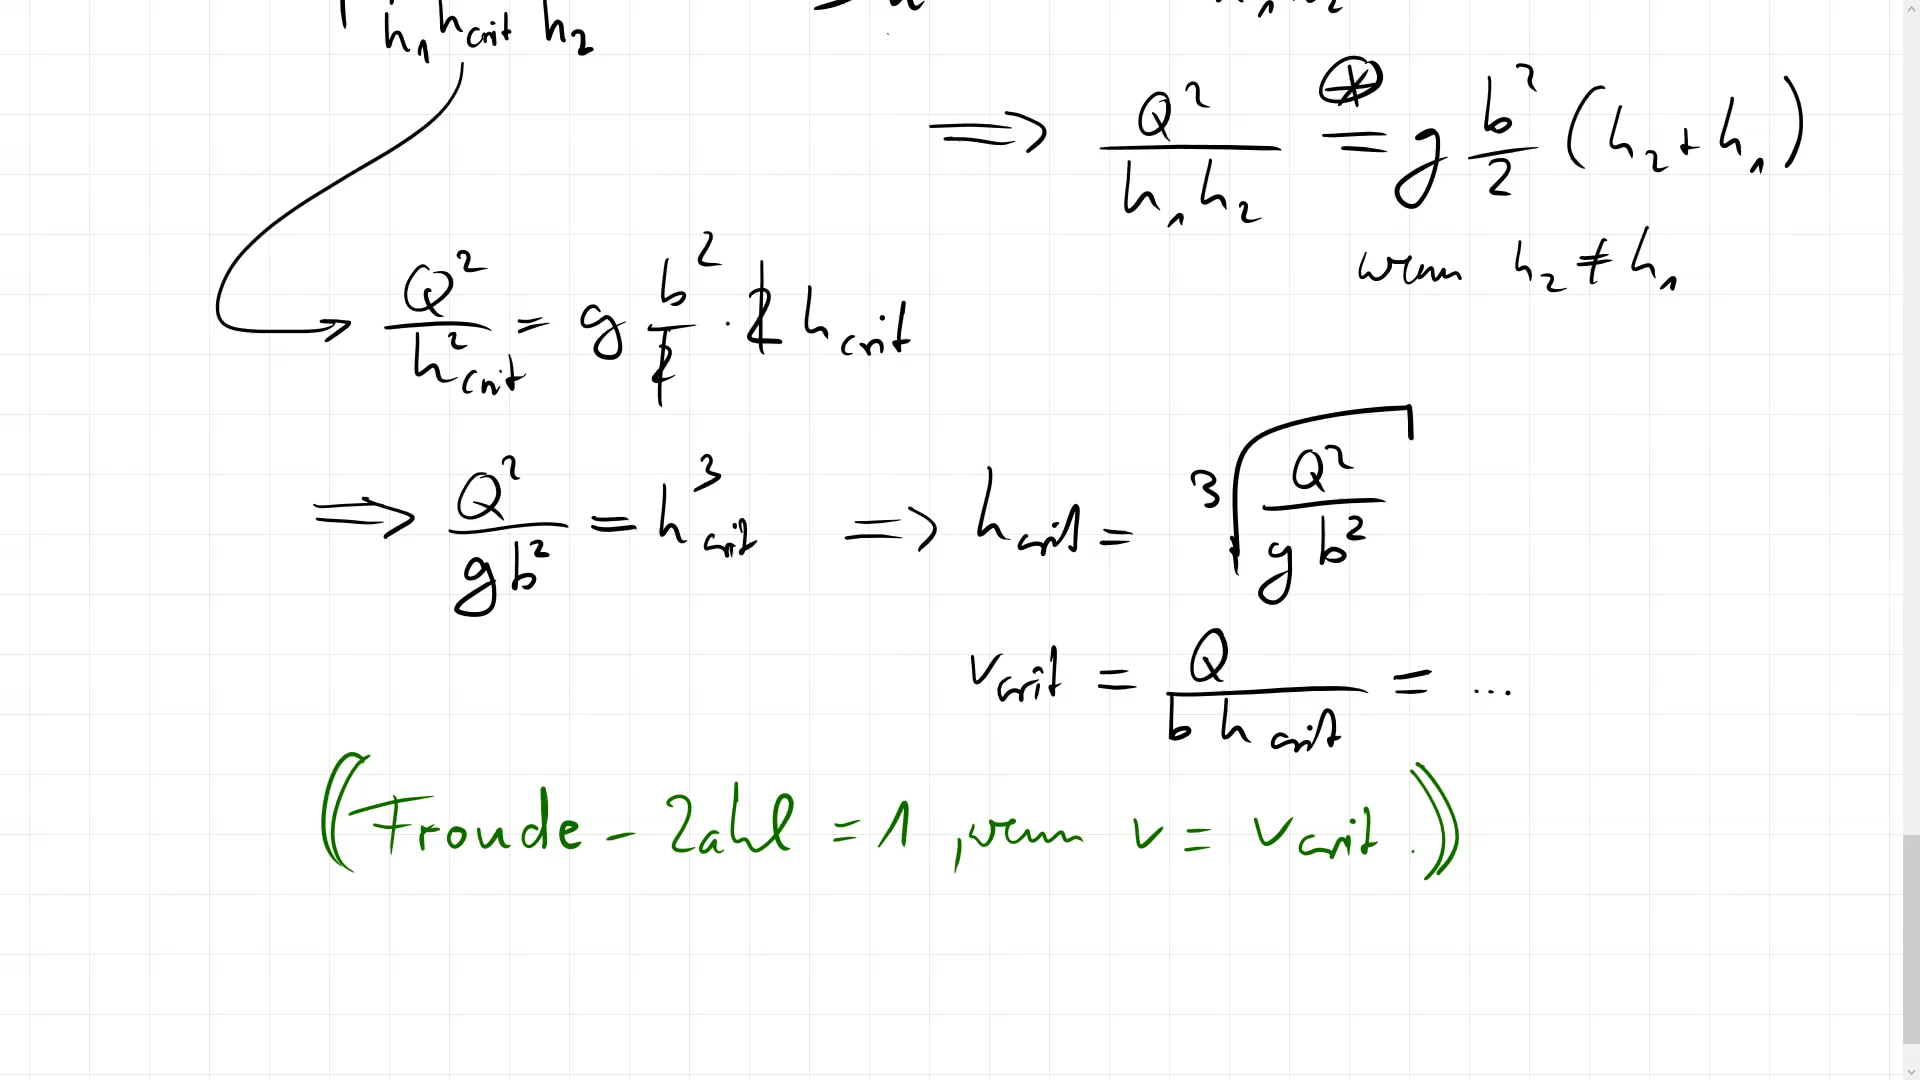 h₁ h_crit h₂
⟹ Q²/(h₁h₂) ⊛= g b²/2 (h₂+h₁)
wenn h₂ ≠ h₁
Q²/h²_crit = g b²/2 · 2 h_crit
⟹ Q²/(g b²) = h³_crit ⟹ h_crit = ³√(Q²/(g b²))
v_crit = Q/(b h_crit) = ...
((Froude-Zahl = 1, wenn v = v_crit.))